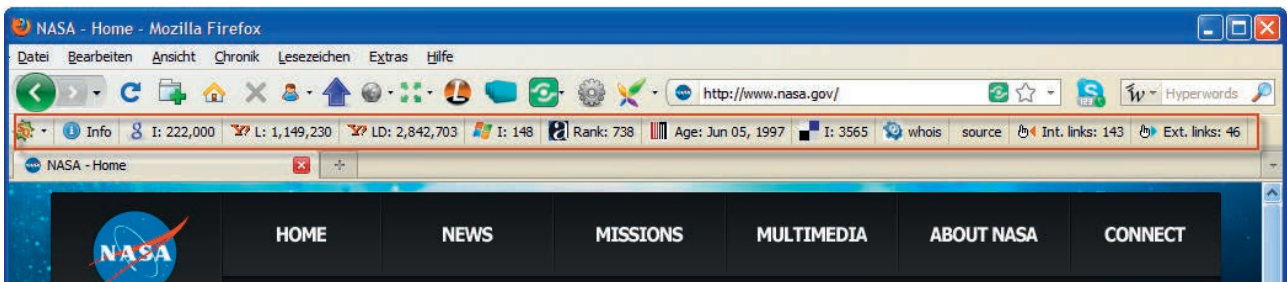 NASA - Home - Mozilla Firefox
Datei Bearbeiten Ansicht Chronik Lesezeichen Extras Hilfe
http://www.nasa.gov/ Hyperwords
Info I: 222,000 L: 1,149,230 LD: 2,842,703 I: 148 Rank: 738 Age: Jun 05, 1997 I: 3565 whois source Int. links: 143 Ext. links: 46
NASA - Home
NASA HOME NEWS MISSIONS MULTIMEDIA ABOUT NASA CONNECT